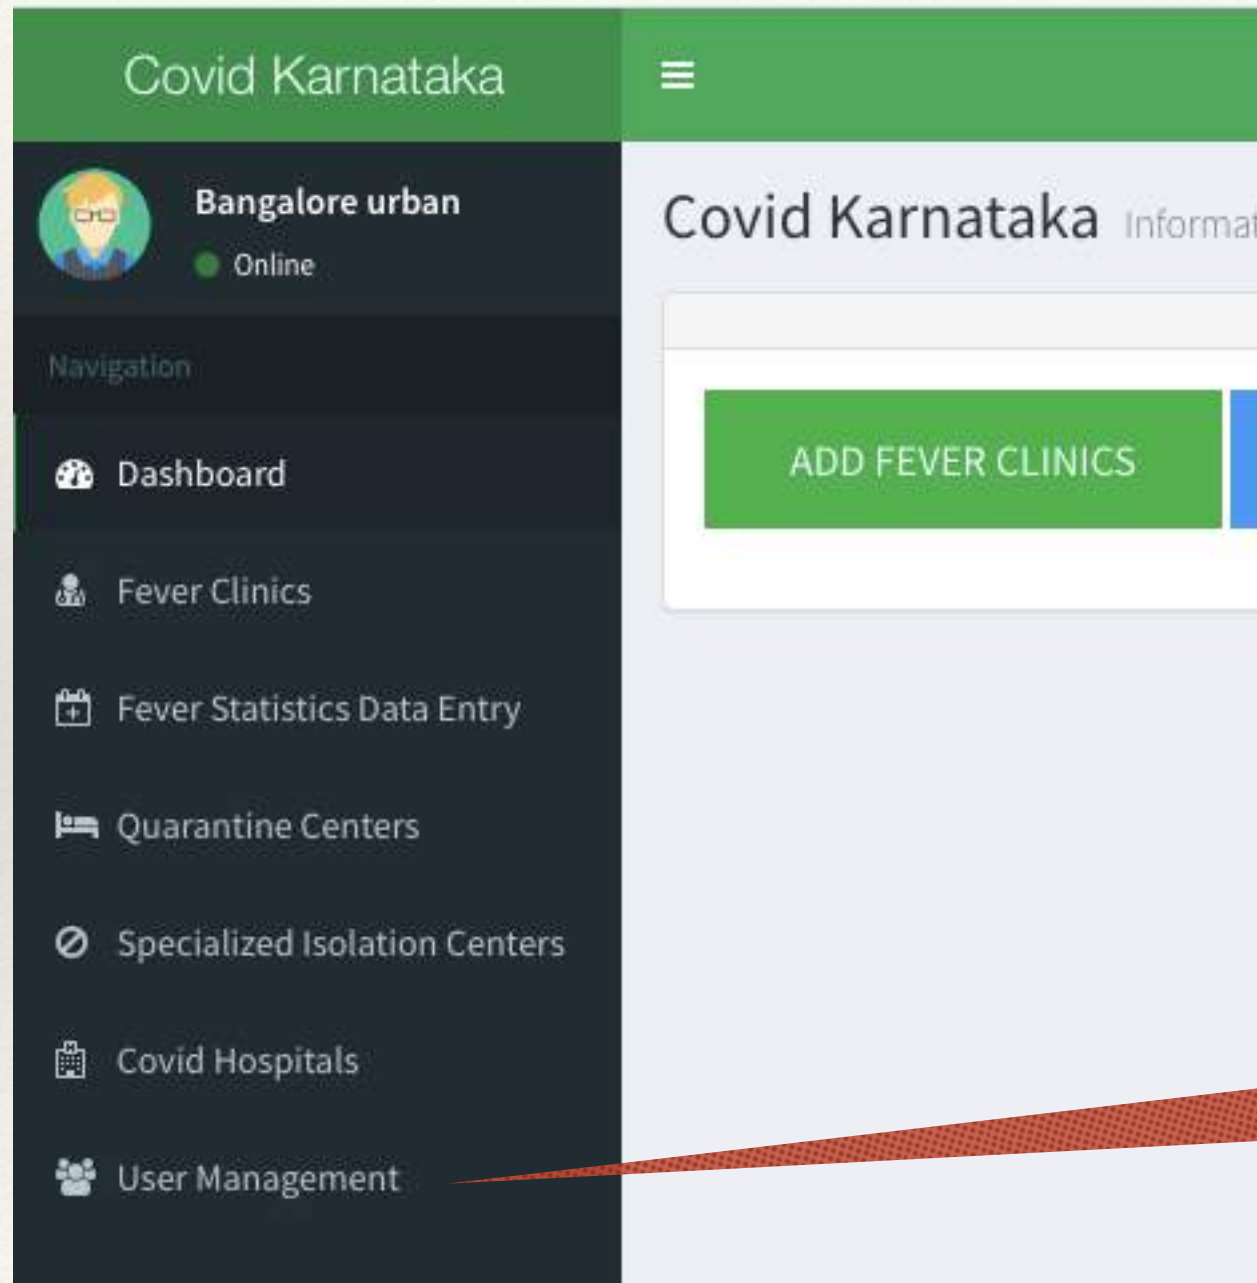 Covid Karnataka
Bangalore urban
Online
Navigation
Dashboard
Fever Clinics
Fever Statistics Data Entry
Quarantine Centers
Specialized Isolation Centers
Covid Hospitals
User Management
Covid Karnataka
ADD FEVER CLINICS